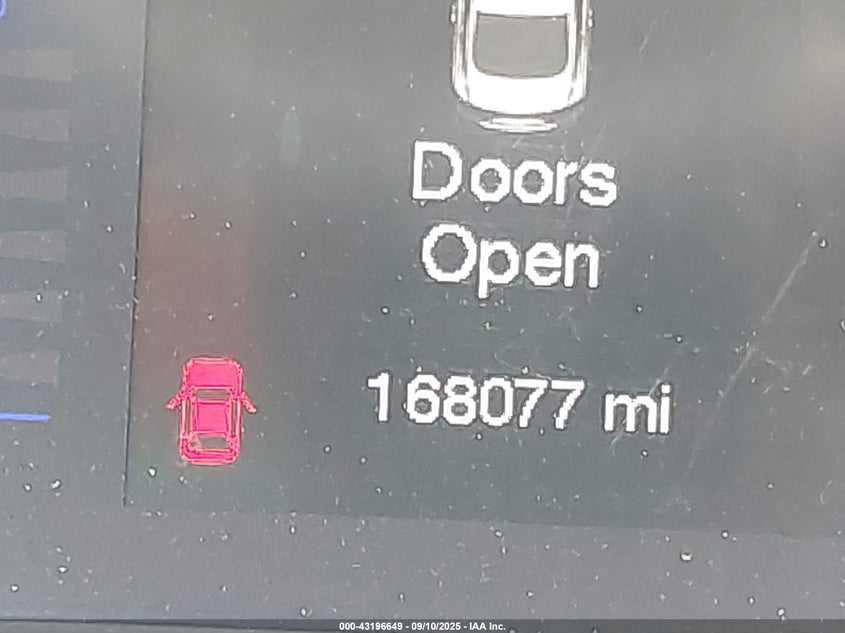 Doors
Open
168077 mi
000-43196649 - 09/10/2025 - IAA Inc.